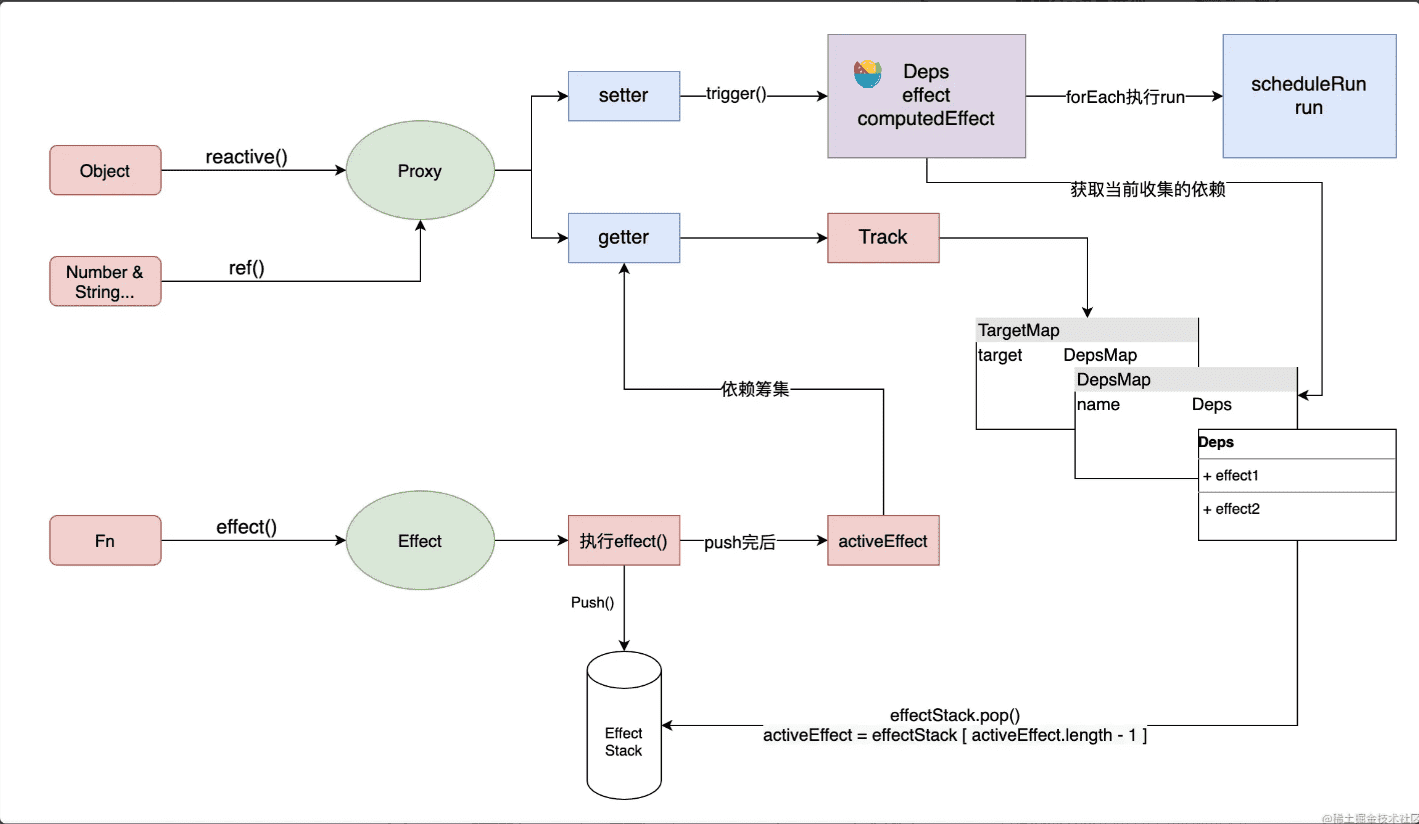 Deps
effect
computedEffect
setter
trigger()
forEach执行run
scheduleRun
run
Object
reactive()
Proxy
获取当前收集的依赖
getter
Track
Number &
String...
ref()
TargetMap
target DepsMap
DepsMap
name Deps
依赖筹集
Deps
+ effect1
+ effect2
Fn
effect()
Effect
执行effect()
push完后
activeEffect
Push()
Effect
Stack
effectStack.pop()
activeEffect = effectStack [ activeEffect.length - 1 ]
@稀土掘金技术社区